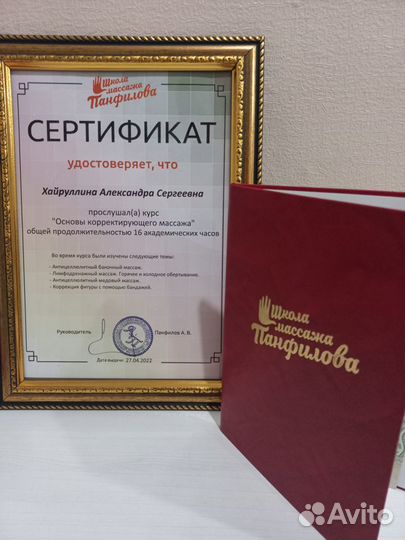 Школа
массажа
Панфилова
СЕРТИФИКАТ
удостоверяет, что
Хайруллина Александра Сергеевна
прослушал(а) курс
"Основы корректирующего массажа"
общей продолжительностью 16 академических часов
Во время курса были изучены следующие темы:
- Антицеллюлитный баночный массаж.
- Лимфодренажный массаж. Горячее и холодное обертывание.
- Антицеллюлитный медовый массаж.
- Коррекция фигуры с помощью бандажей.
Руководитель Панфилов А. В.
Дата выдачи: 27.04.2022
Школа
массажа
Панфилова
Avito